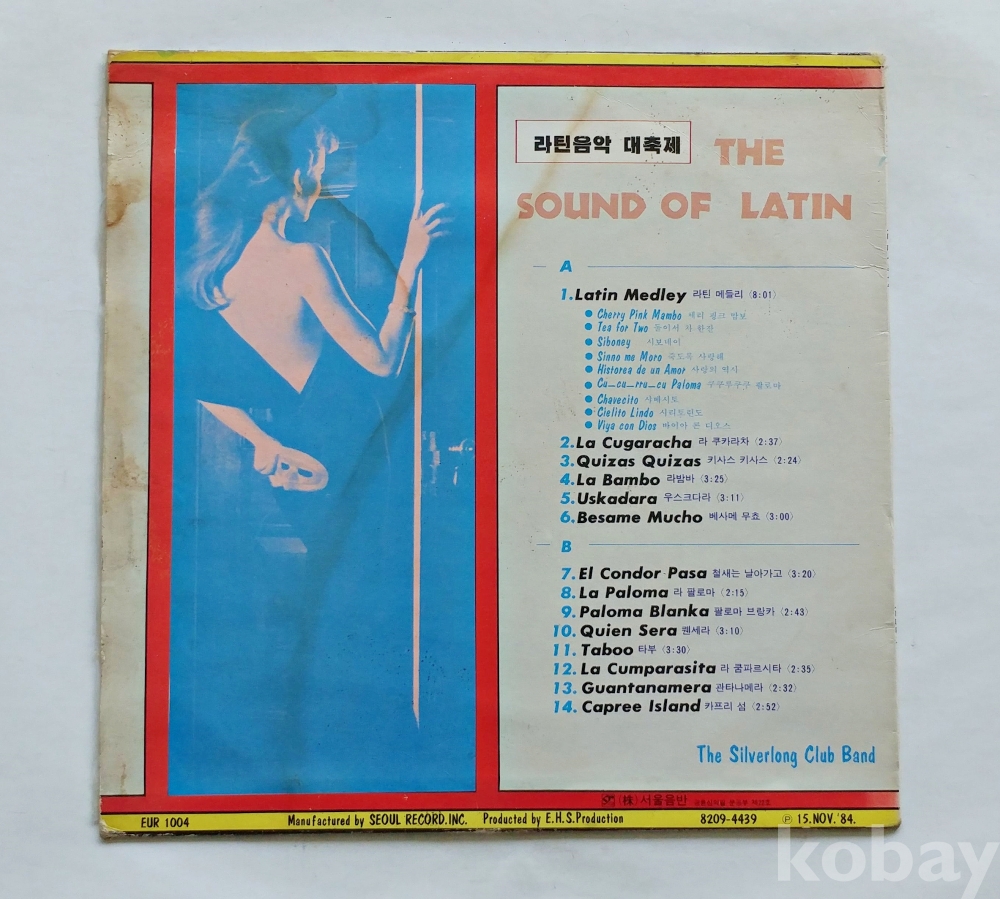 라틴음악 대축제
THE
SOUND OF LATIN
A
1. Latin Medley 라틴 메들리 (8:01)
● Cherry Pink Mambo 체리 핑크 맘보
● Tea for Two 둘이서 차 한잔
● Siboney 시보네이
● Sinno me Moro 죽도록 사랑해
● Historea de un Amor 사랑의 역사
● Cu_cu_rru_cu Paloma 쿠쿠루쿠쿠 팔로마
● Chavecito 샤베시토
● Cielito Lindo
● Viya con Dios 바이아 콘 디오스
2. La Cugaracha 라 쿠카라차 (2:37)
3. Quizas Quizas 키사스 키사스 (2:24)
4. La Bambo 라밤바 (3:25)
5. Uskadara 우스크다라 (3:11)
6. Besame Mucho 베사메 무쵸 (3:00)
B
7. El Condor Pasa 철새는 날아가고 (3:20)
8. La Paloma 라 팔로마 (2:15)
9. Paloma Blanka 팔로마 브랑카 (2:43)
10. Quien Sera 퀜세라 (3:10)
11. Taboo 타부 (3:30)
12. La Cumparasita 라 쿰파르시타 (2:35)
13. Guantanamera 관타나메라 (2:32)
14. Capree Island 카프리 섬 (2:52)
The Silverlong Club Band
(株)서울음반
EUR 1004 Manufactured by SEOUL RECORD.INC. Produced by E.H.S.Production 8209-4439 Ⓟ 15.NOV.'84.
kobay